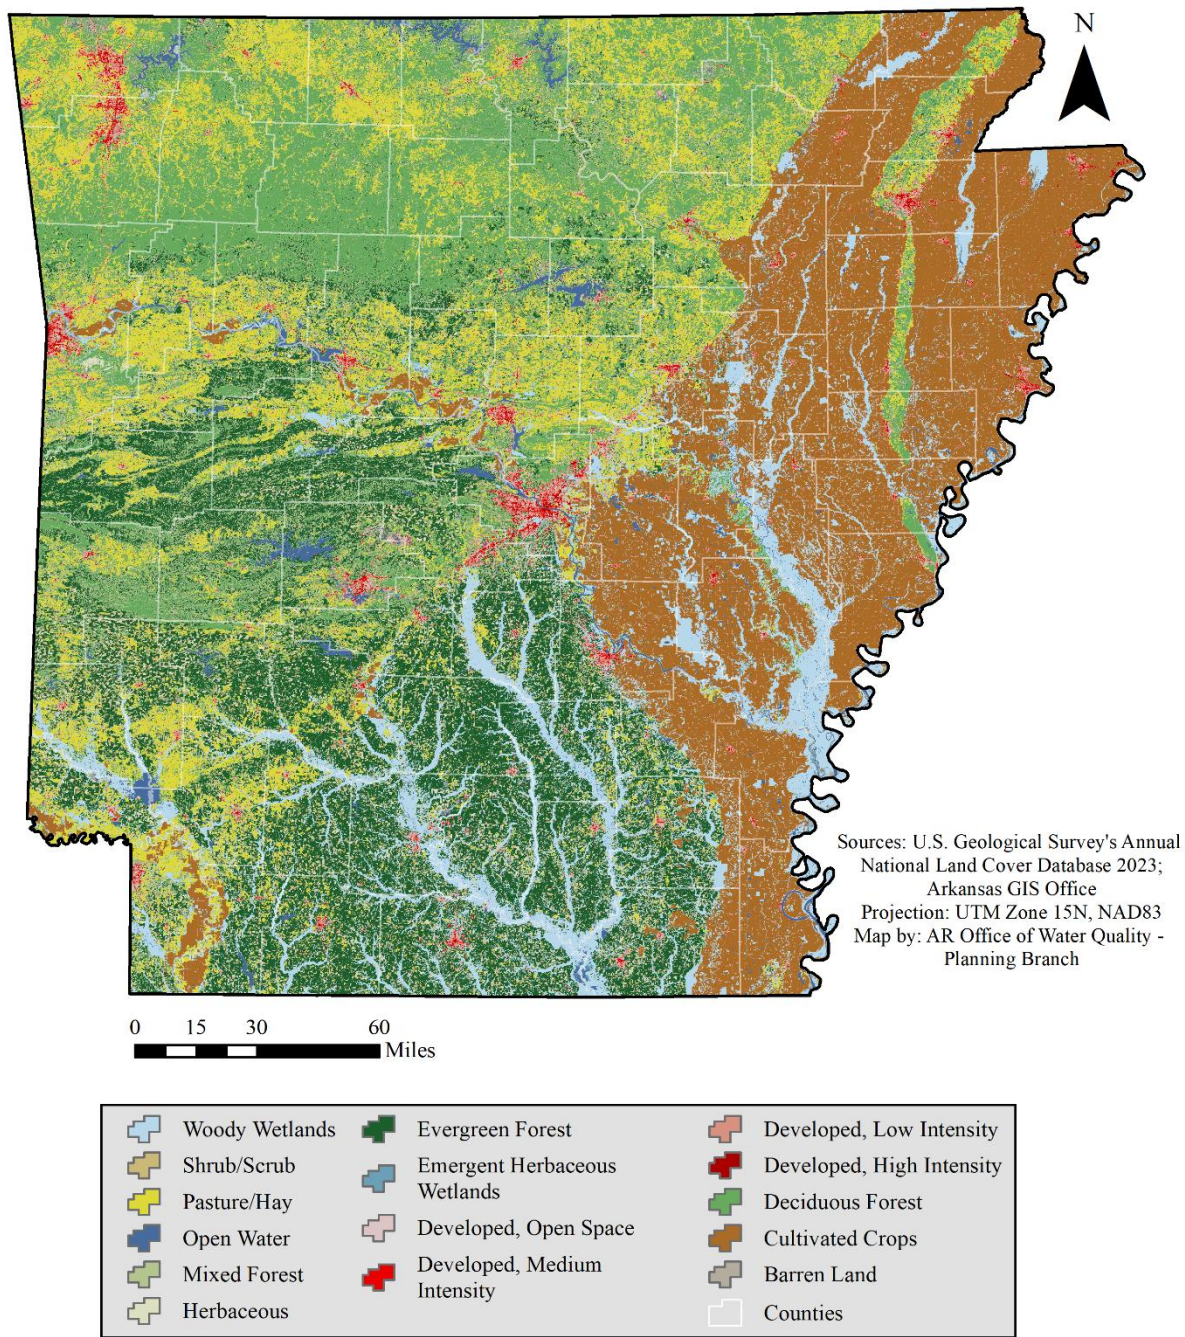 N
Sources: U.S. Geological Survey's Annual
National Land Cover Database 2023;
Arkansas GIS Office
Projection: UTM Zone 15N, NAD83
Map by: AR Office of Water Quality -
Planning Branch
0 15 30 60
Miles
Woody Wetlands
Shrub/Scrub
Pasture/Hay
Open Water
Mixed Forest
Herbaceous
Evergreen Forest
Emergent Herbaceous
Wetlands
Developed, Open Space
Developed, Medium
Intensity
Developed, Low Intensity
Developed, High Intensity
Deciduous Forest
Cultivated Crops
Barren Land
Counties